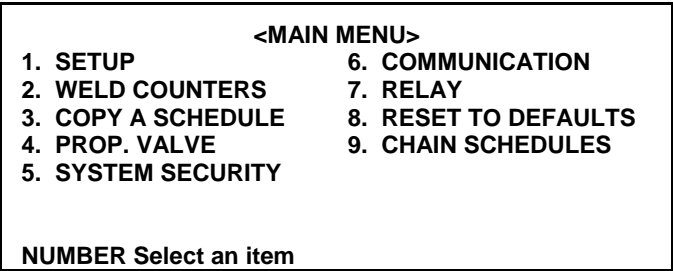 <MAIN MENU>
1. SETUP 6. COMMUNICATION
2. WELD COUNTERS 7. RELAY
3. COPY A SCHEDULE 8. RESET TO DEFAULTS
4. PROP. VALVE 9. CHAIN SCHEDULES
5. SYSTEM SECURITY
NUMBER Select an item